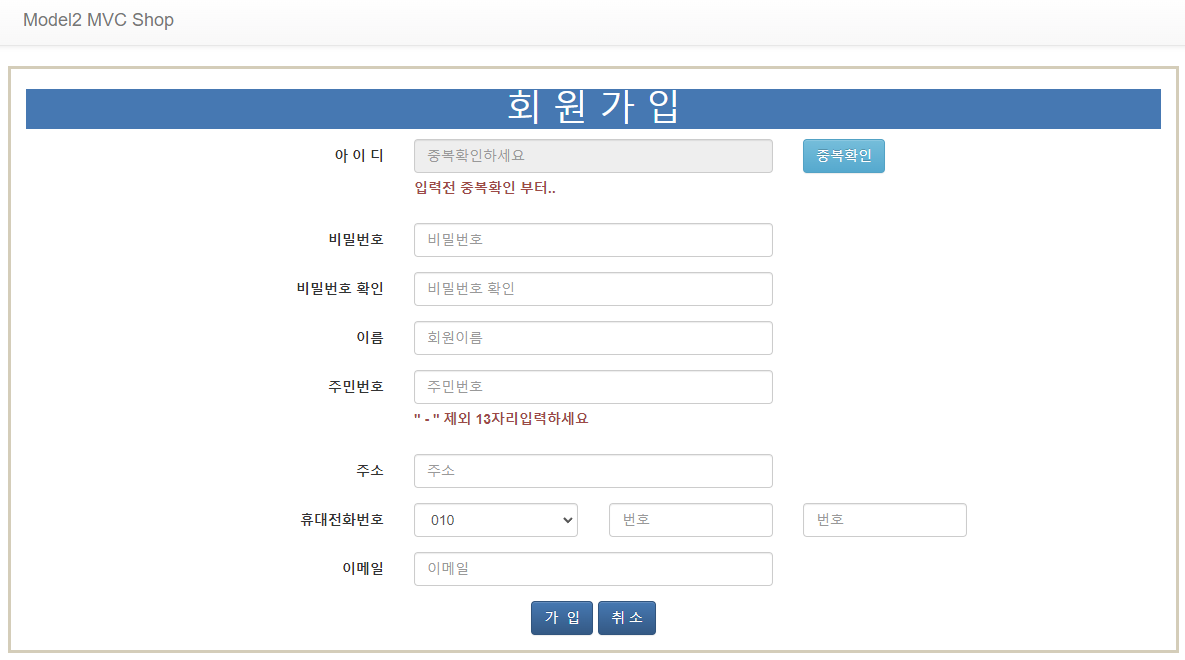 Model2 MVC Shop
회 원 가 입
아 이 디 중복확인하세요 중복확인
입력전 중복확인 부터..
비밀번호 비밀번호
비밀번호 확인 비밀번호 확인
이름 회원이름
주민번호 주민번호
" - " 제외 13자리입력하세요
주소 주소
휴대전화번호 010 번호 번호
이메일 이메일
가 입 취 소